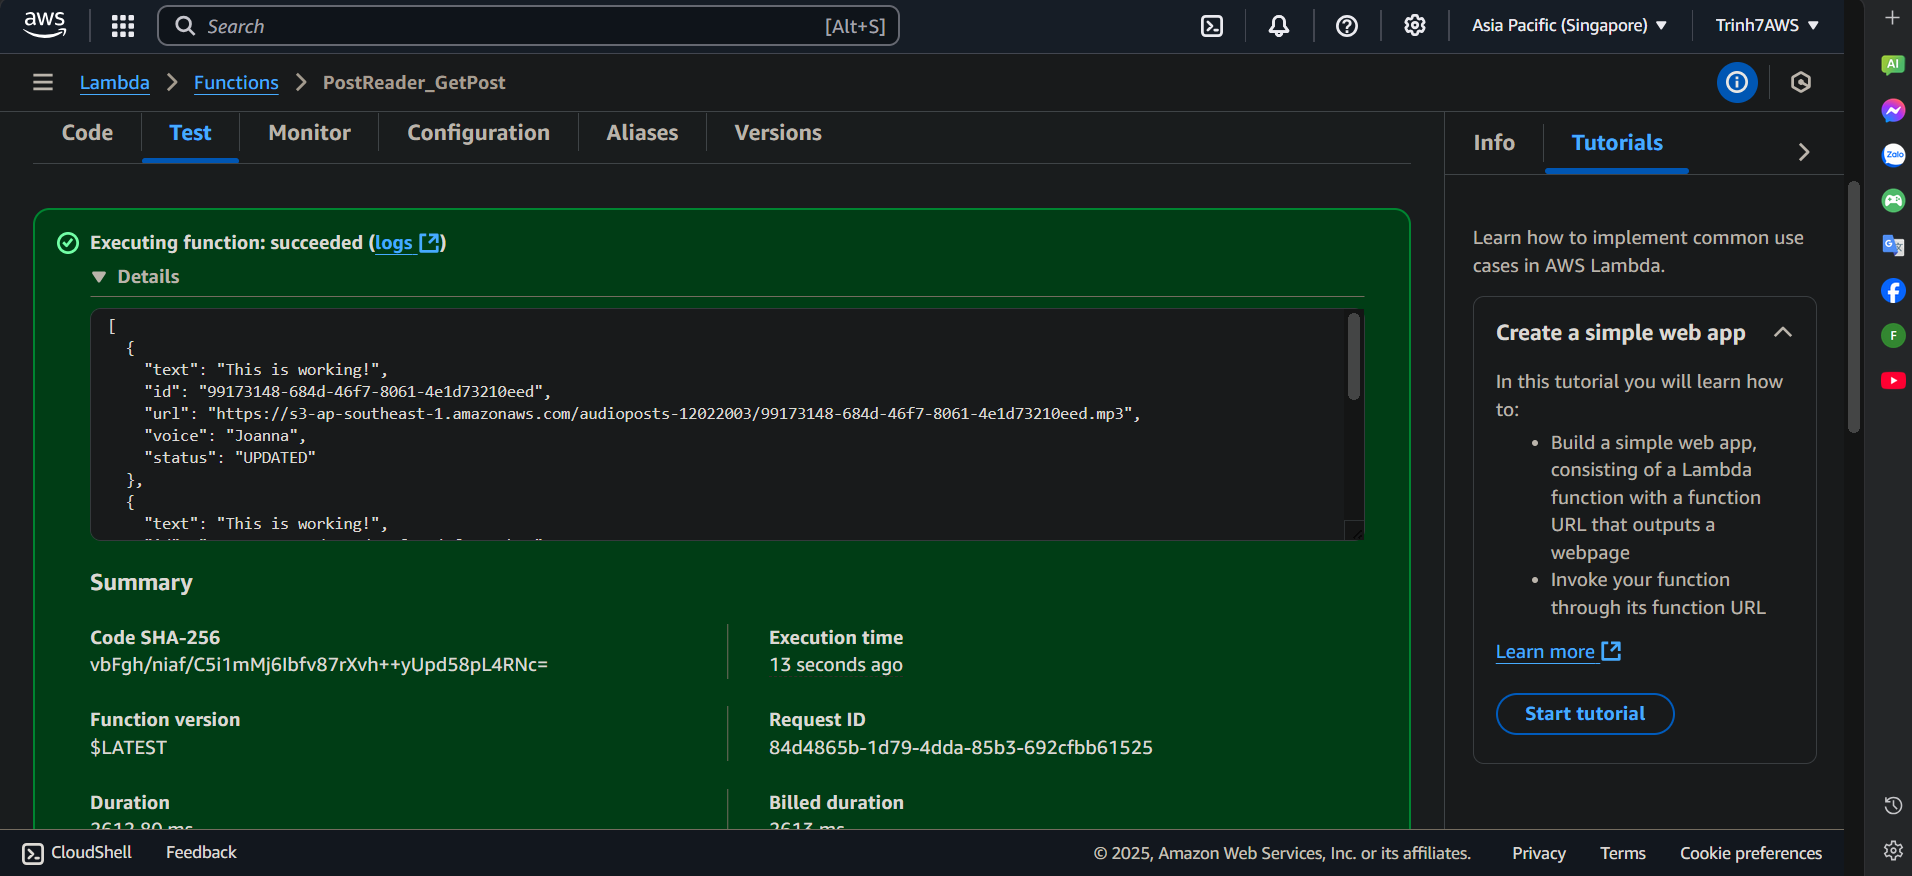 aws
Search [Alt+S]
Asia Pacific (Singapore) Trinh7AWS
Lambda Functions PostReader_GetPost
Code Test Monitor Configuration Aliases Versions
Executing function: succeeded (logs)
Details
[
{
"text": "This is working!",
"id": "99173148-684d-46f7-8061-4e1d73210eed",
"url": "https://s3-ap-southeast-1.amazonaws.com/audioposts-12022003/99173148-684d-46f7-8061-4e1d73210eed.mp3",
"voice": "Joanna",
"status": "UPDATED"
},
{
"text": "This is working!",
Summary
Code SHA-256
vbFgh/niaf/C5i1mMj6Ibfv87rXvh++yUpd58pL4RNc=
Execution time
13 seconds ago
Function version
$LATEST
Request ID
84d4865b-1d79-4dda-85b3-692cfbb61525
Duration
2612.80 ms
Billed duration
2613 ms
Info Tutorials
Learn how to implement common use
cases in AWS Lambda.
Create a simple web app
In this tutorial you will learn how
to:
• Build a simple web app,
consisting of a Lambda
function with a function
URL that outputs a
webpage
• Invoke your function
through its function URL
Learn more
Start tutorial
AI
Zalo
G
F
CloudShell Feedback
© 2025, Amazon Web Services, Inc. or its affiliates. Privacy Terms Cookie preferences